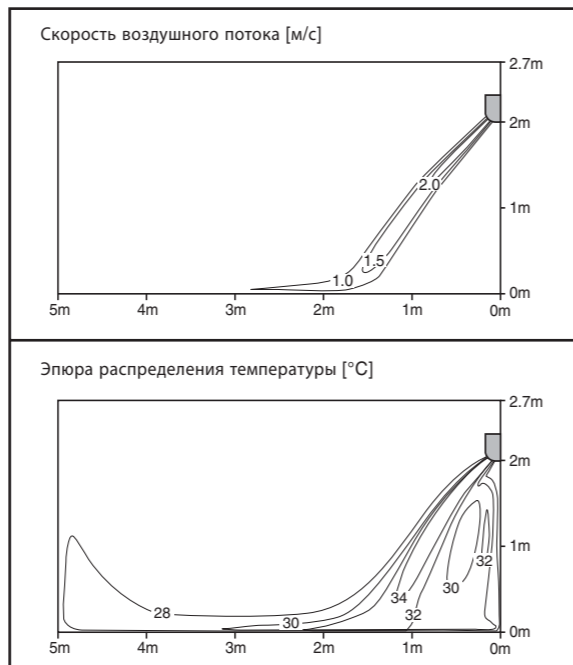 Скорость воздушного потока [м/с]
2.7m
2m
2.0
1m
1.5
1.0
0m
5m 4m 3m 2m 1m 0m
Эпюра распределения температуры [°C]
2.7m
2m
1m
32
30
34
28 30 32
0m
5m 4m 3m 2m 1m 0m